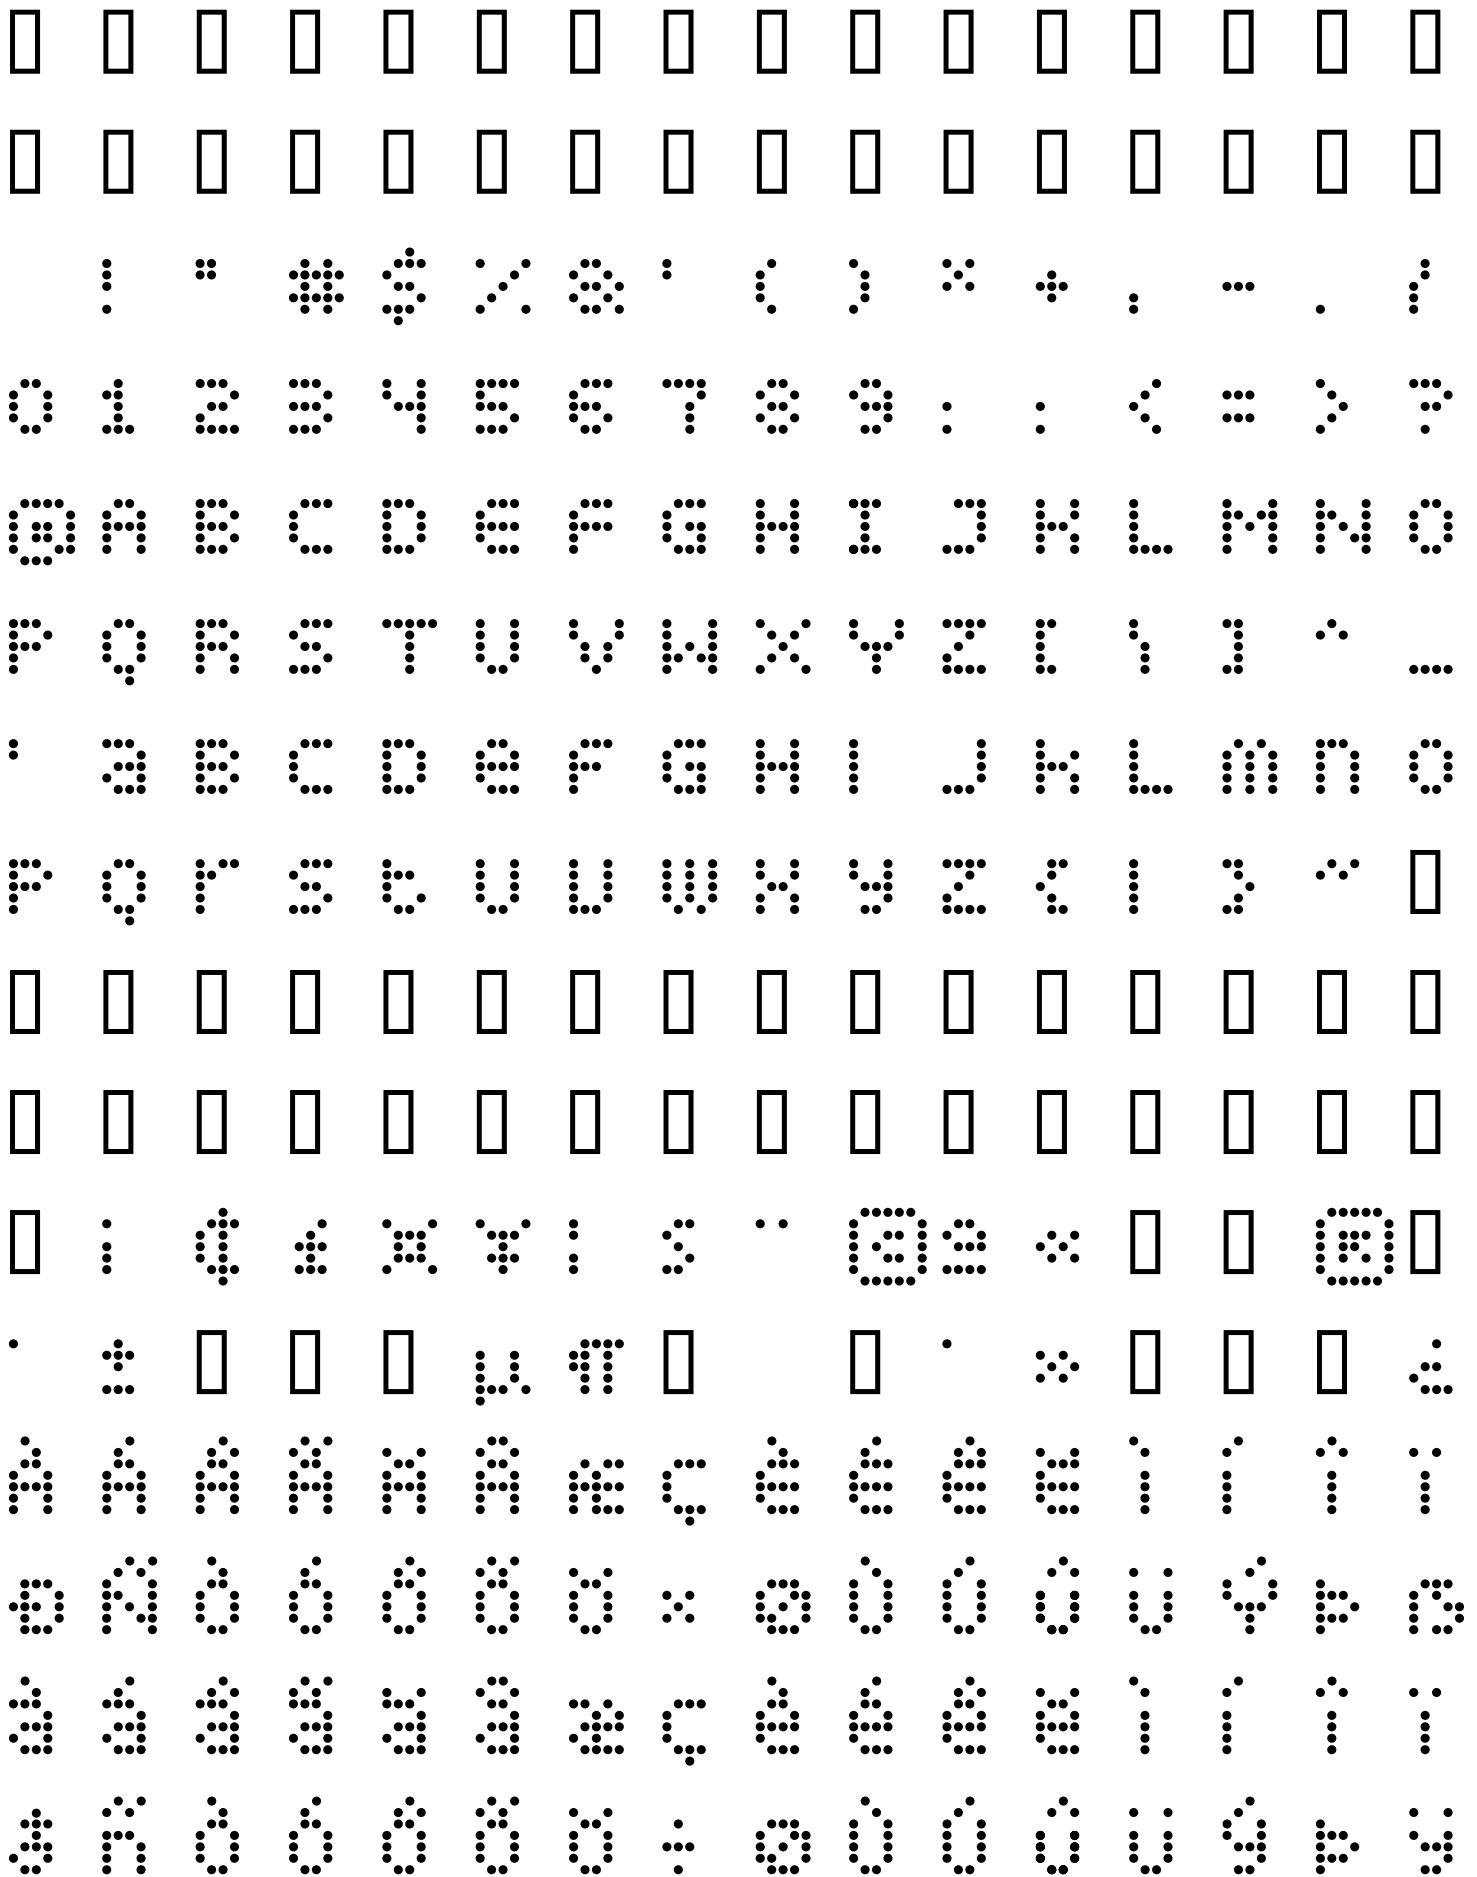 ! " # $ % & ' ( ) * + , - . /
0 1 2 3 4 5 6 7 8 9 : ; < = > ?
@ A B C D E F G H I J K L M N O
P Q R S T U V W X Y Z [ \ ] ^ _
` a b c d e f g h i j k l m n o
p q r s t u v w x y z { | } ~
¡ ¢ £ ¤ ¥ ¦ § ¨ © ª « ®
° ± µ ¶ º » ¿
À Á Â Ã Ä Å Æ Ç È É Ê Ë Ì Í Î Ï
Ð Ñ Ò Ó Ô Õ Ö × Ø Ù Ú Û Ü Ý Þ ß
à á â ã ä å æ ç è é ê ë ì í î ï
ð ñ ò ó ô õ ö ÷ ø ù ú û ü ý þ ÿ